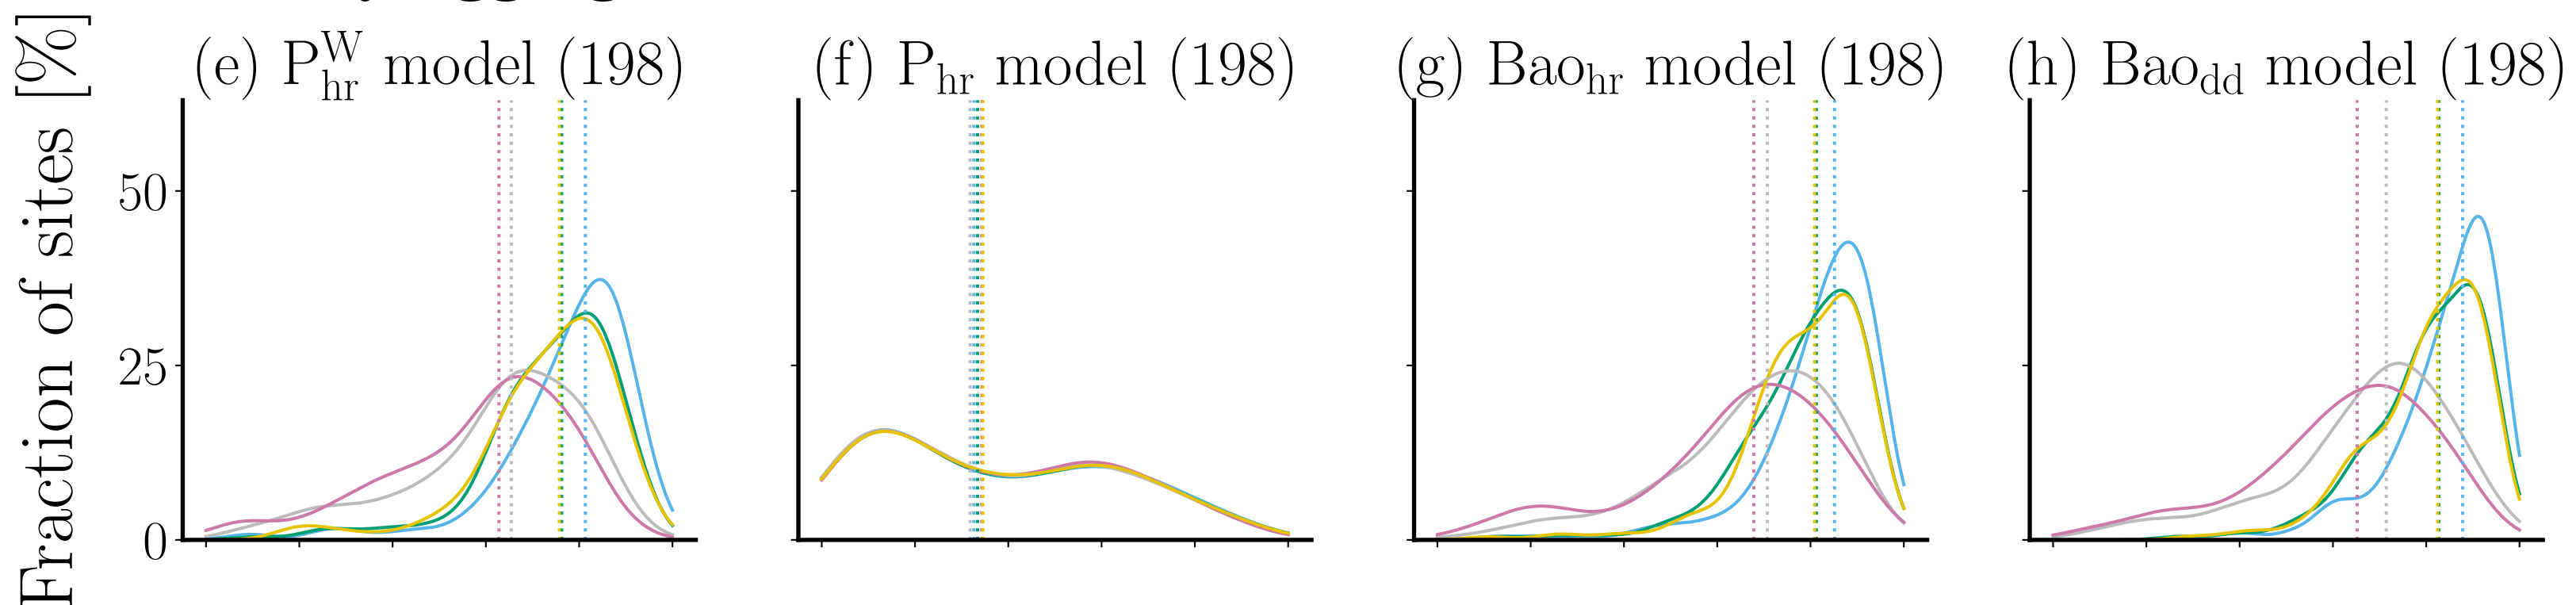 Fraction of sites [%]
(e) P^W_hr model (198)
(f) P_hr model (198)
(g) Bao_hr model (198)
(h) Bao_dd model (198)
50
25
0